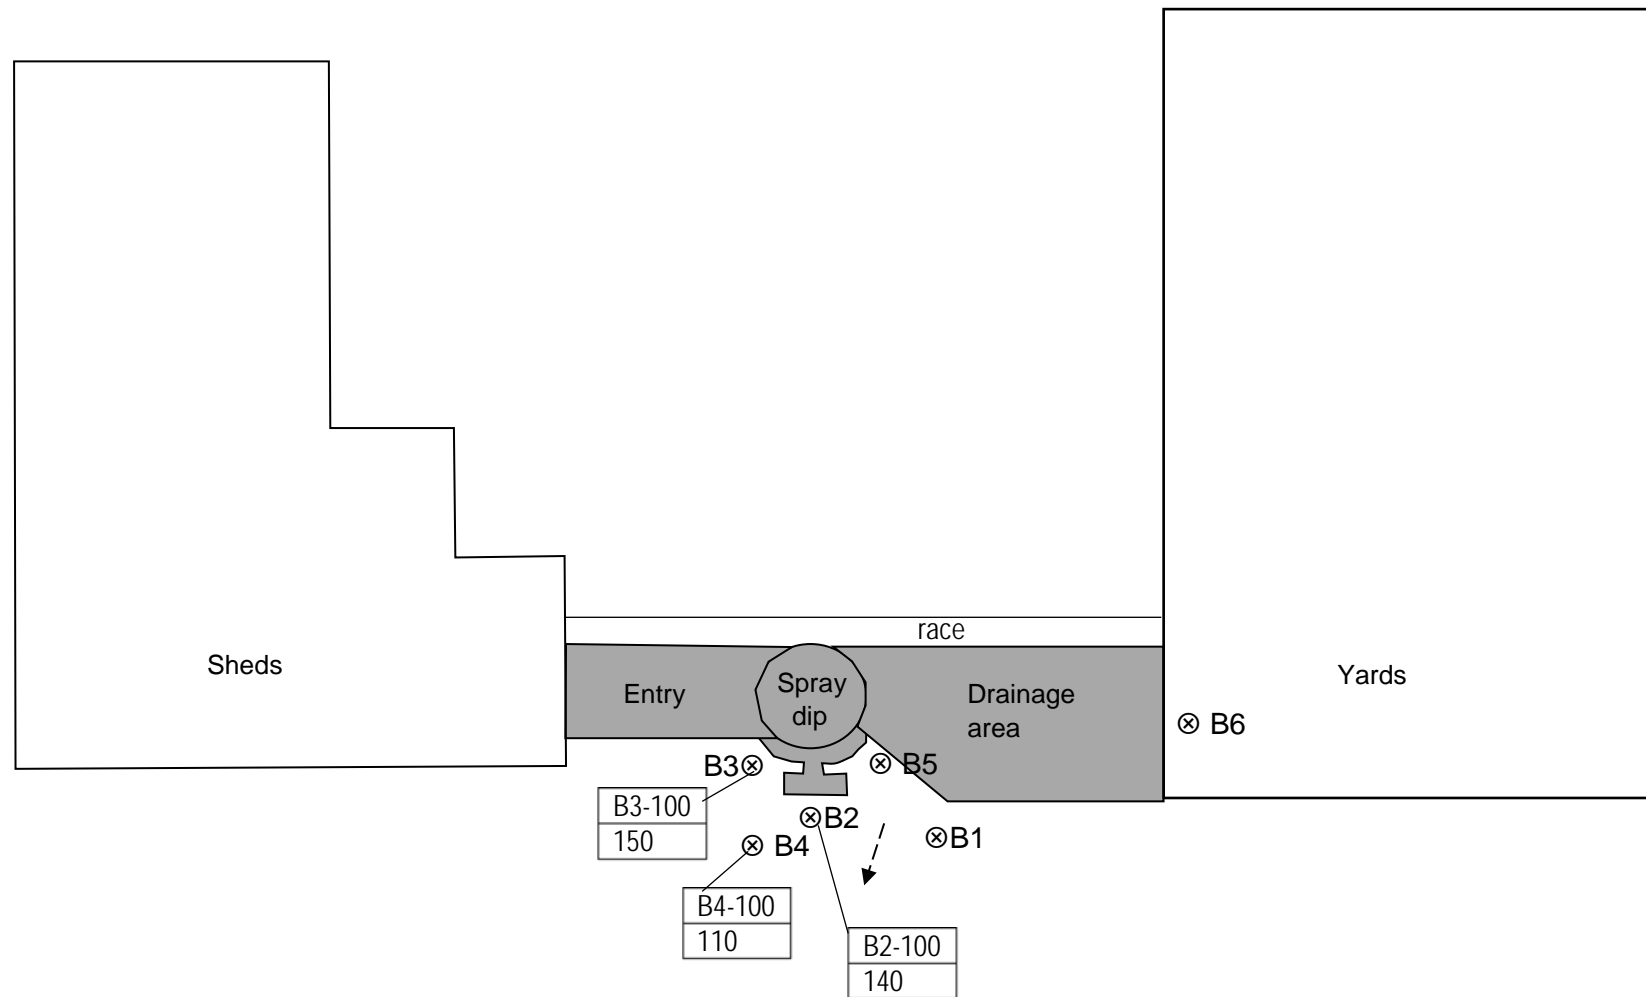 race
Sheds
Entry
Spray
dip
Drainage
area
Yards
B6
B3
B5
B3-100
150
B2
B4
B1
B4-100
110
B2-100
140